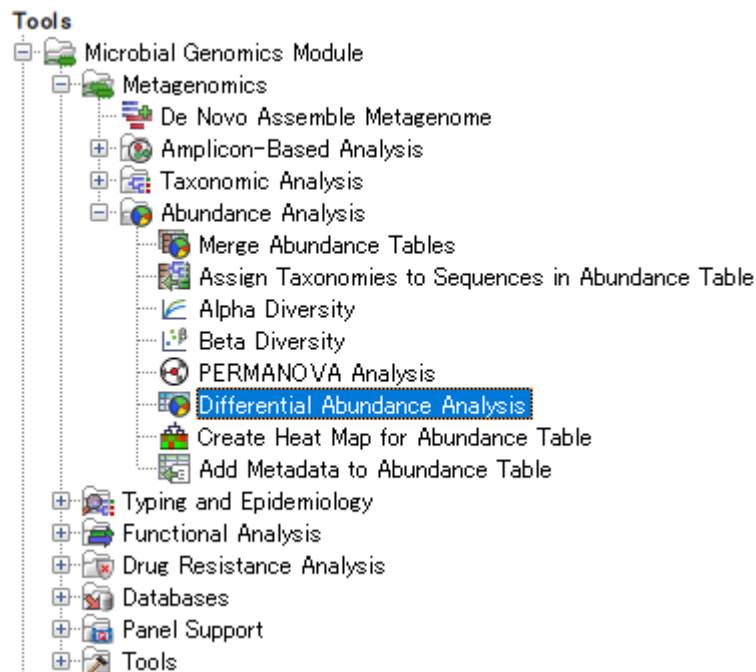 Tools
Microbial Genomics Module
Metagenomics
De Novo Assemble Metagenome
Amplicon-Based Analysis
Taxonomic Analysis
Abundance Analysis
Merge Abundance Tables
Assign Taxonomies to Sequences in Abundance Table
Alpha Diversity
Beta Diversity
PERMANOVA Analysis
Differential Abundance Analysis
Create Heat Map for Abundance Table
Add Metadata to Abundance Table
Typing and Epidemiology
Functional Analysis
Drug Resistance Analysis
Databases
Panel Support
Tools